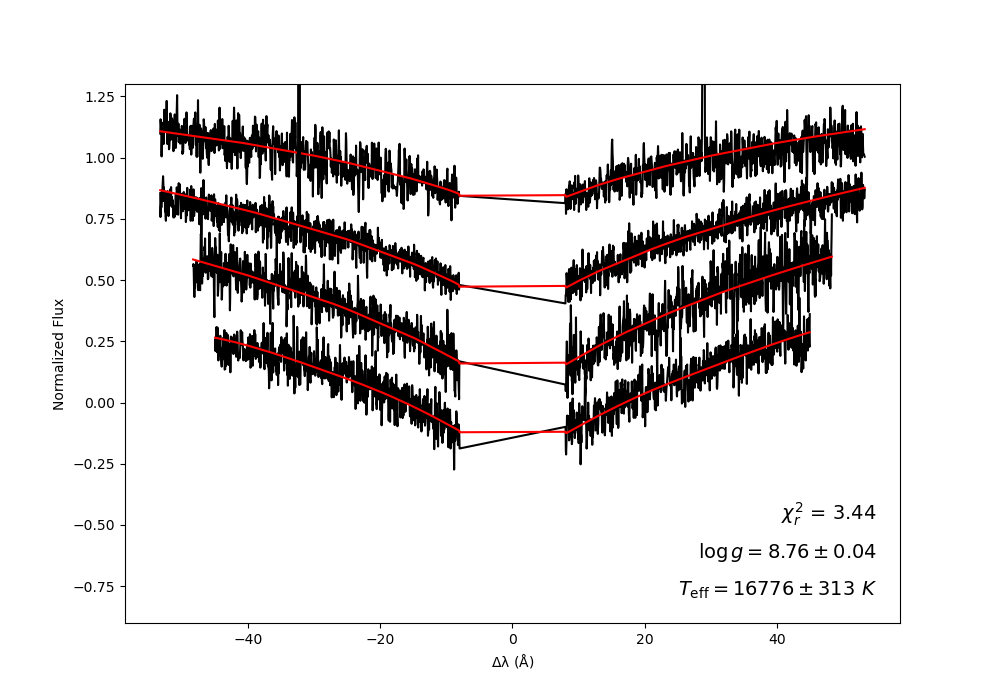 1.25
1.00
0.75
0.50
0.25
0.00
−0.25
−0.50
−0.75
Normalized Flux
χ²ᵣ = 3.44
log g = 8.76 ± 0.04
T_eff = 16776 ± 313 K
−40 −20 0 20 40
Δλ (Å)